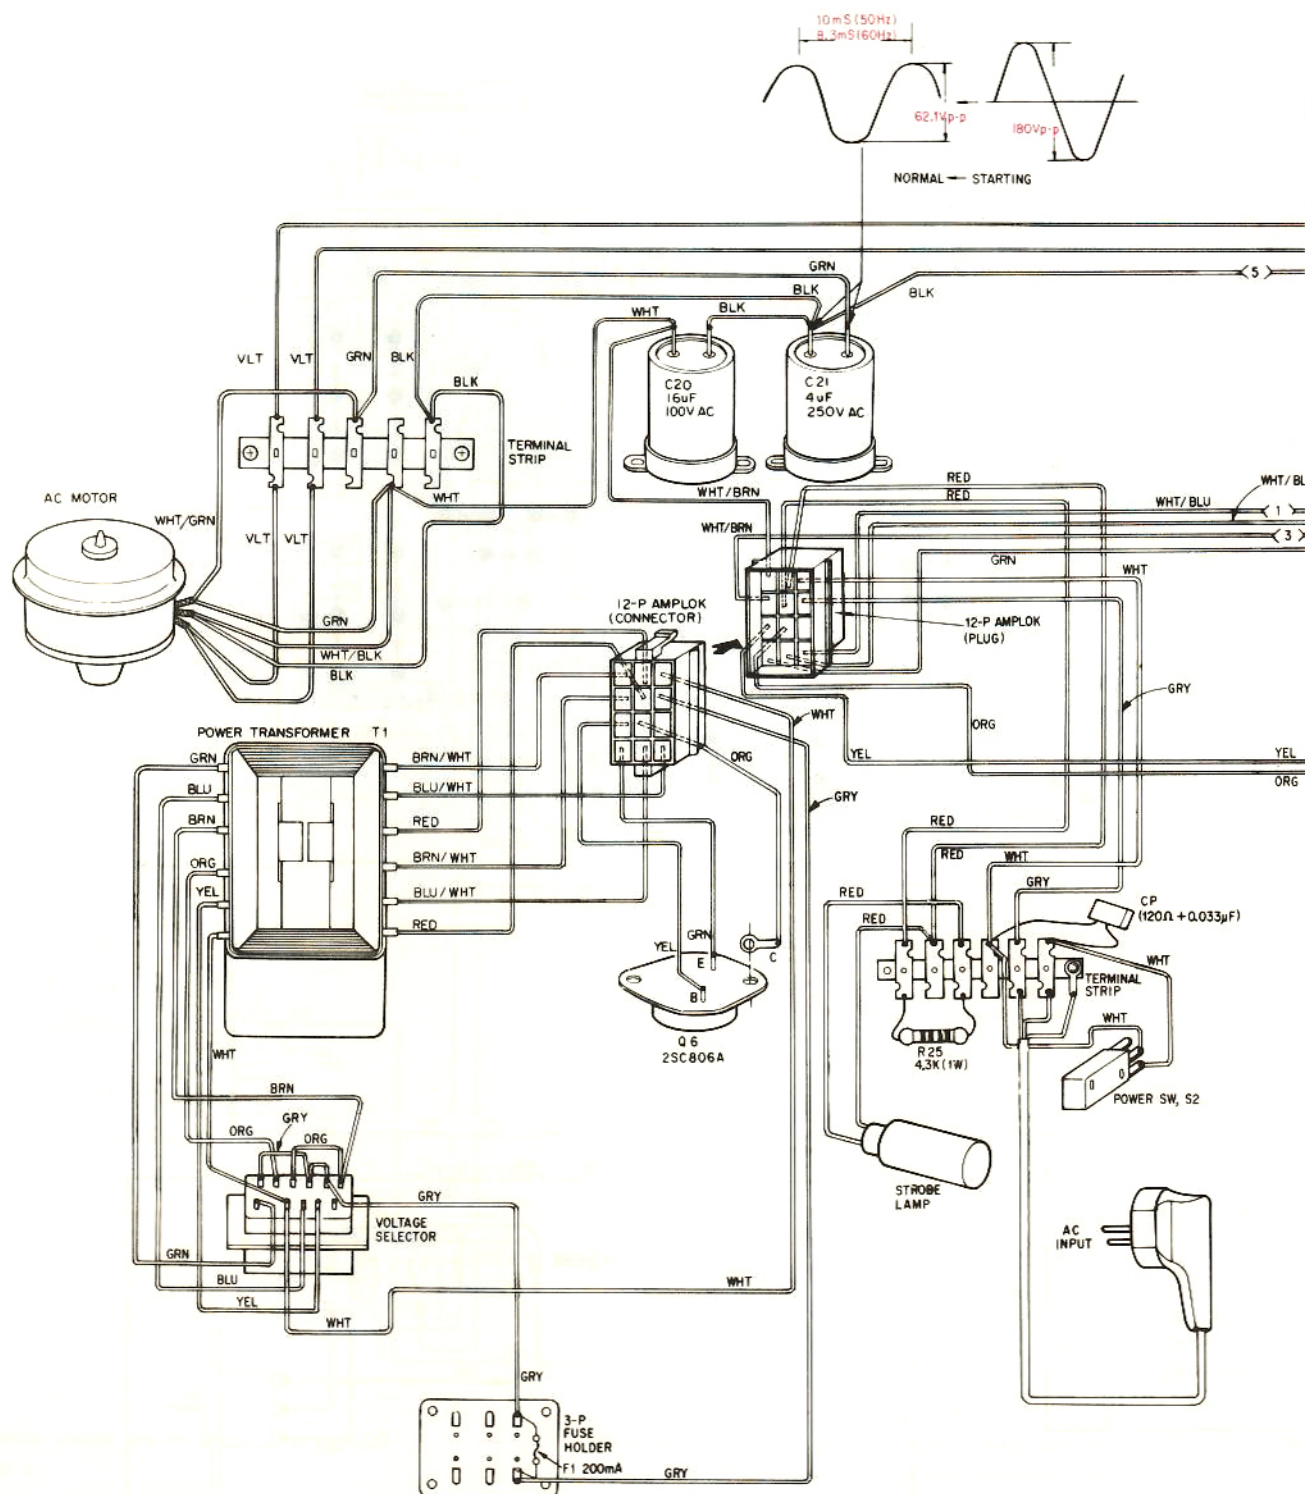 10mS(50Hz)
8.3mS(60Hz)
62.1Vp-p
180Vp-p
NORMAL ← STARTING
GRN
BLK
BLK
5
WHT
BLK
VLT
VLT
GRN
BLK
BLK
C20
16uF
100V AC
C21
4uF
250V AC
TERMINAL
STRIP
AC MOTOR
WHT
WHT/GRN
VLT
VLT
WHT/BRN
RED
RED
WHT/BLU
1
WHT/BL
WHT/BRN
3
GRN
WHT
12-P AMPLOK
(CONNECTOR)
12-P AMPLOK
(PLUG)
GRN
WHT/BLK
BLK
GRY
WHT
ORG
POWER TRANSFORMER T1
GRN
BRN/WHT
ORG
YEL
YEL
ORG
BLU
BLU/WHT
GRY
BRN
RED
RED
ORG
BRN/WHT
RED
WHT
YEL
BLU/WHT
RED
GRY
CP
(120Ω+0.033µF)
RED
RED
YEL
GRN
E
C
B
WHT
TERMINAL
STRIP
Q6
2SC806A
R25
4.3K(1W)
WHT
POWER SW, S2
WHT
BRN
GRY
ORG
ORG
GRY
STROBE
LAMP
VOLTAGE
SELECTOR
AC
INPUT
GRN
BLU
WHT
YEL
WHT
GRY
3-P
FUSE
HOLDER
F1 200mA
GRY